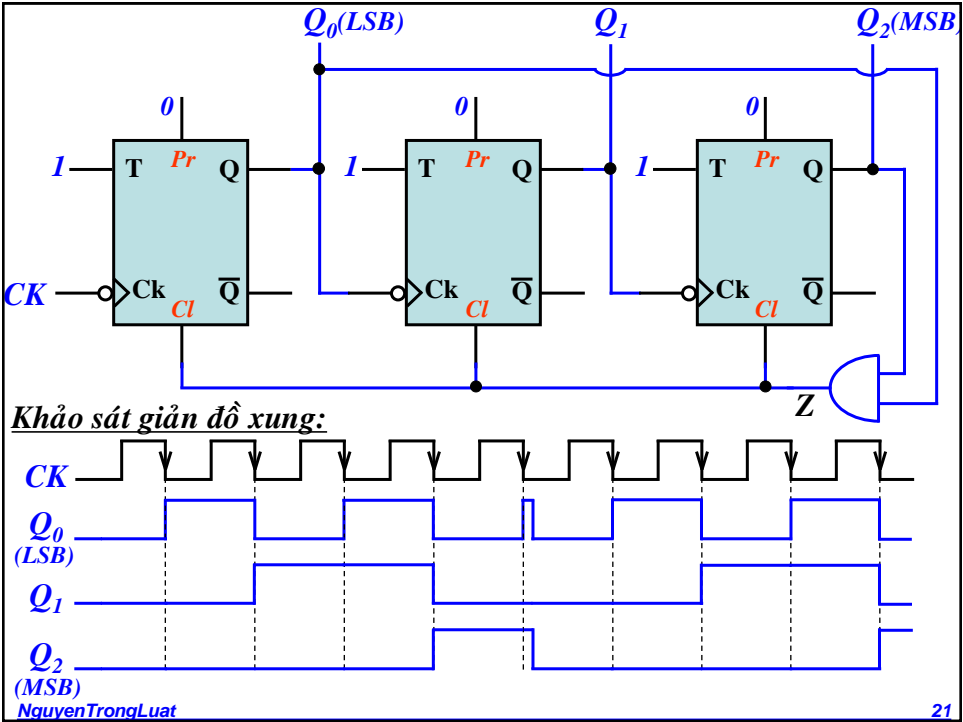 Q0(LSB) Q1 Q2(MSB)
0 0 0
1 T Pr Q 1 T Pr Q 1 T Pr Q
CK Ck Q̅ Ck Q̅ Ck Q̅
Cl Cl Cl
Z
Khảo sát giản đồ xung:
CK
Q0
(LSB)
Q1
Q2
(MSB)
NguyenTrongLuat 21